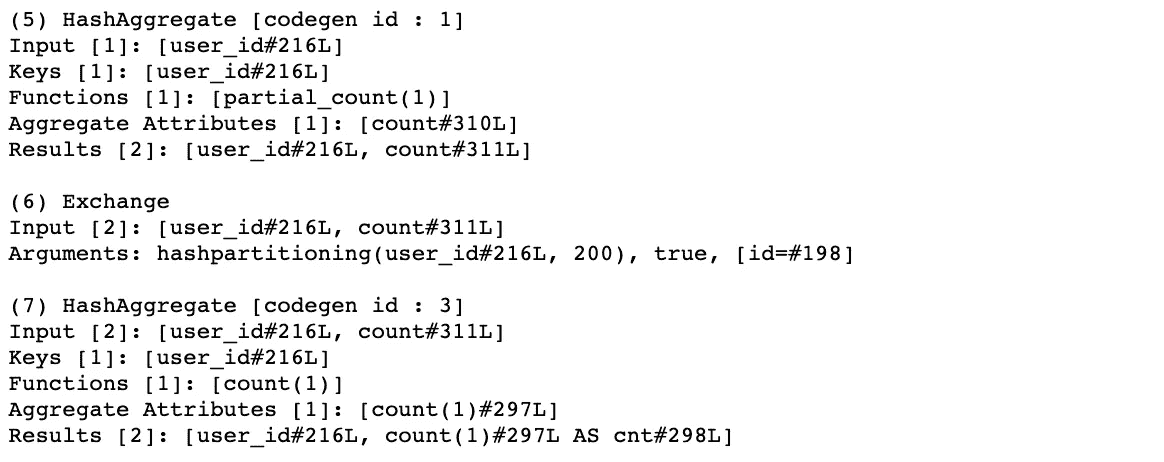 (5) HashAggregate [codegen id : 1]
Input [1]: [user_id#216L]
Keys [1]: [user_id#216L]
Functions [1]: [partial_count(1)]
Aggregate Attributes [1]: [count#310L]
Results [2]: [user_id#216L, count#311L]
(6) Exchange
Input [2]: [user_id#216L, count#311L]
Arguments: hashpartitioning(user_id#216L, 200), true, [id=#198]
(7) HashAggregate [codegen id : 3]
Input [2]: [user_id#216L, count#311L]
Keys [1]: [user_id#216L]
Functions [1]: [count(1)]
Aggregate Attributes [1]: [count(1)#297L]
Results [2]: [user_id#216L, count(1)#297L AS cnt#298L]